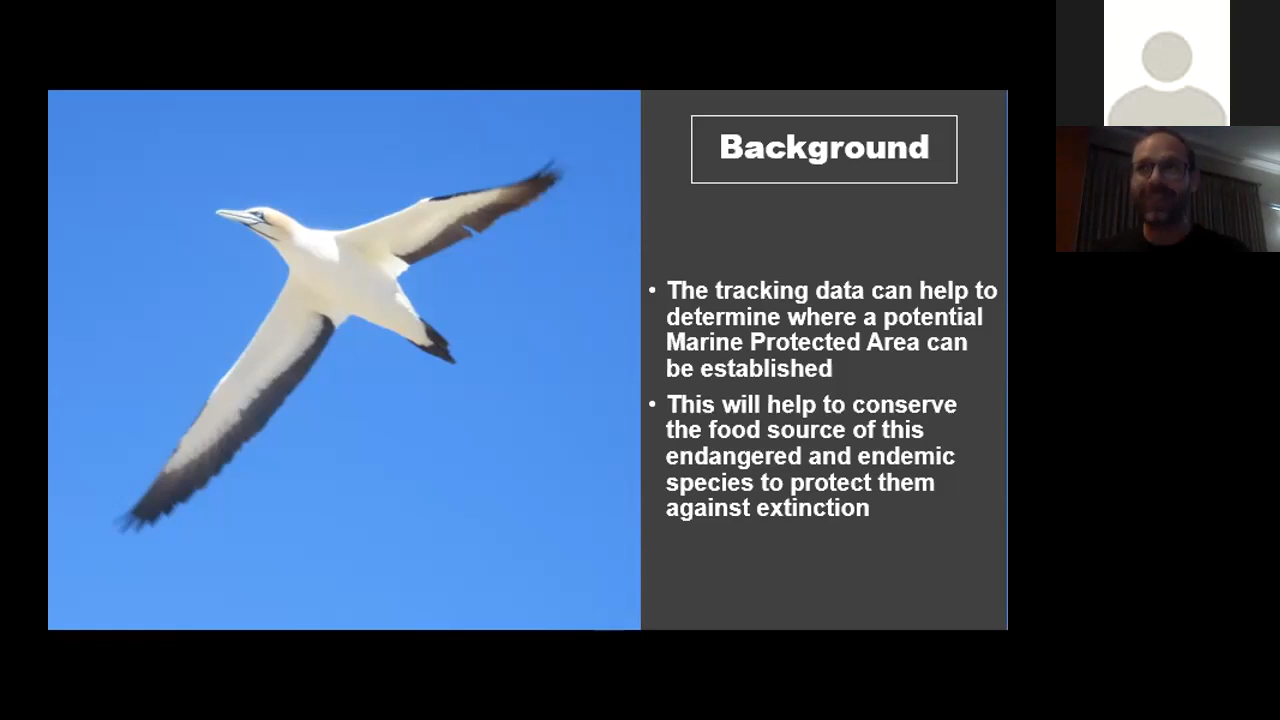 Background
• The tracking data can help to
determine where a potential
Marine Protected Area can
be established
• This will help to conserve
the food source of this
endangered and endemic
species to protect them
against extinction